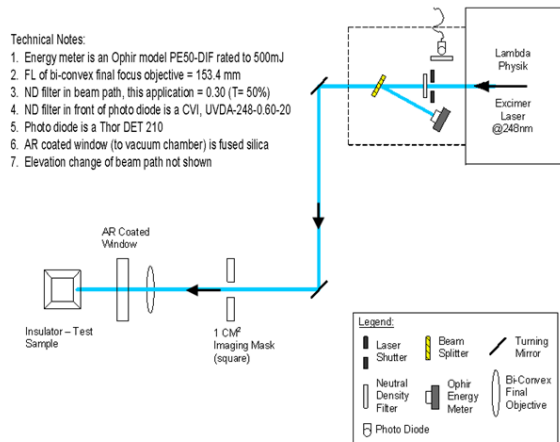 Technical Notes:
1. Energy meter is an Ophir model PE50-DIF rated to 500mJ
2. FL of bi-convex final focus objective = 153.4 mm
3. ND filter in beam path, this application = 0.30 (T= 50%)
4. ND filter in front of photo diode is a CVI, UVDA-248-0.60-20
5. Photo diode is a Thor DET 210
6. AR coated window (to vacuum chamber) is fused silica
7. Elevation change of beam path not shown
Lambda
Physik
Excimer
Laser
@248nm
AR Coated
Window
Insulator – Test
Sample
1 CM²
Imaging Mask
(square)
Legend:
Laser
Shutter
Beam
Splitter
Turning
Mirror
Neutral
Density
Filter
Ophir
Energy
Meter
Bi-Convex
Final
Objective
Photo Diode